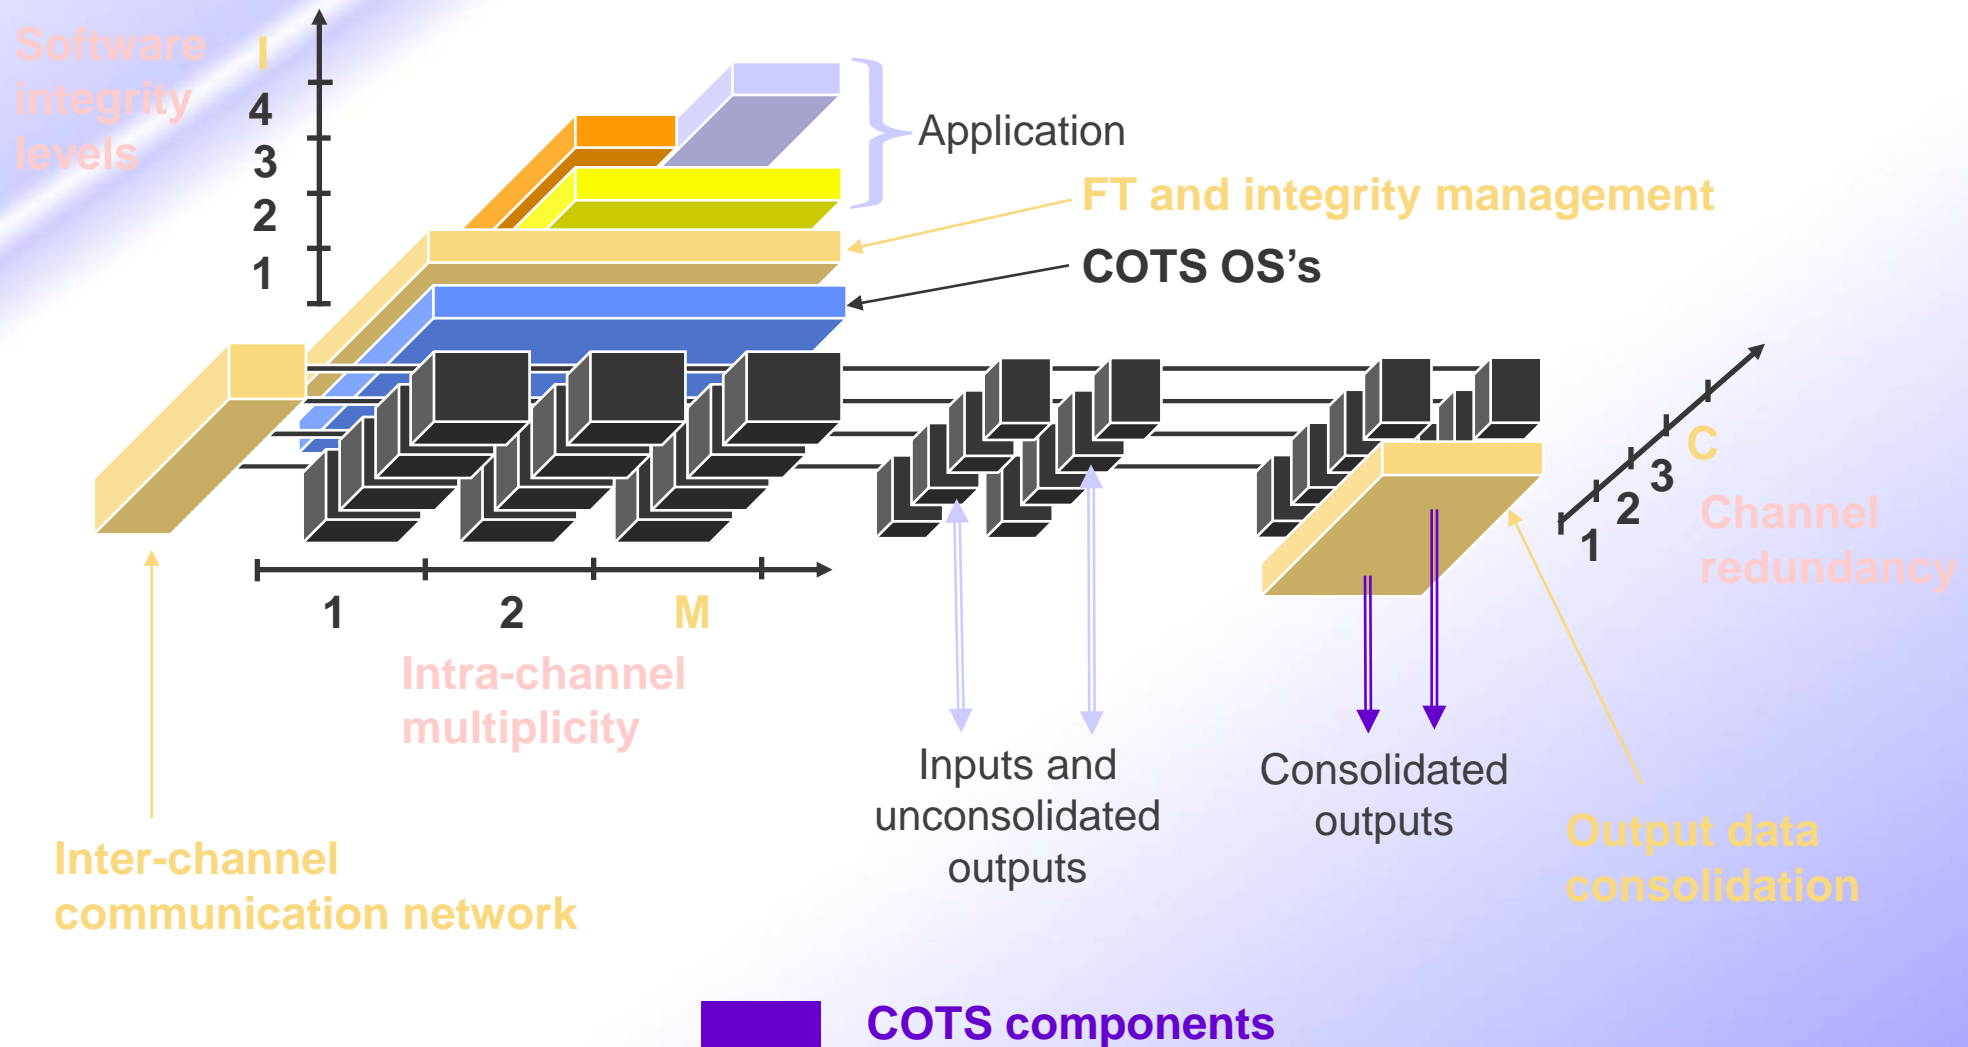 Software
integrity
levels
I
4
3
2
1
Application
FT and integrity management
COTS OS’s
C
3
2
1
Channel
redundancy
1 2 M
Intra-channel
multiplicity
Inputs and
unconsolidated
outputs
Consolidated
outputs
Output data
consolidation
Inter-channel
communication network
COTS components